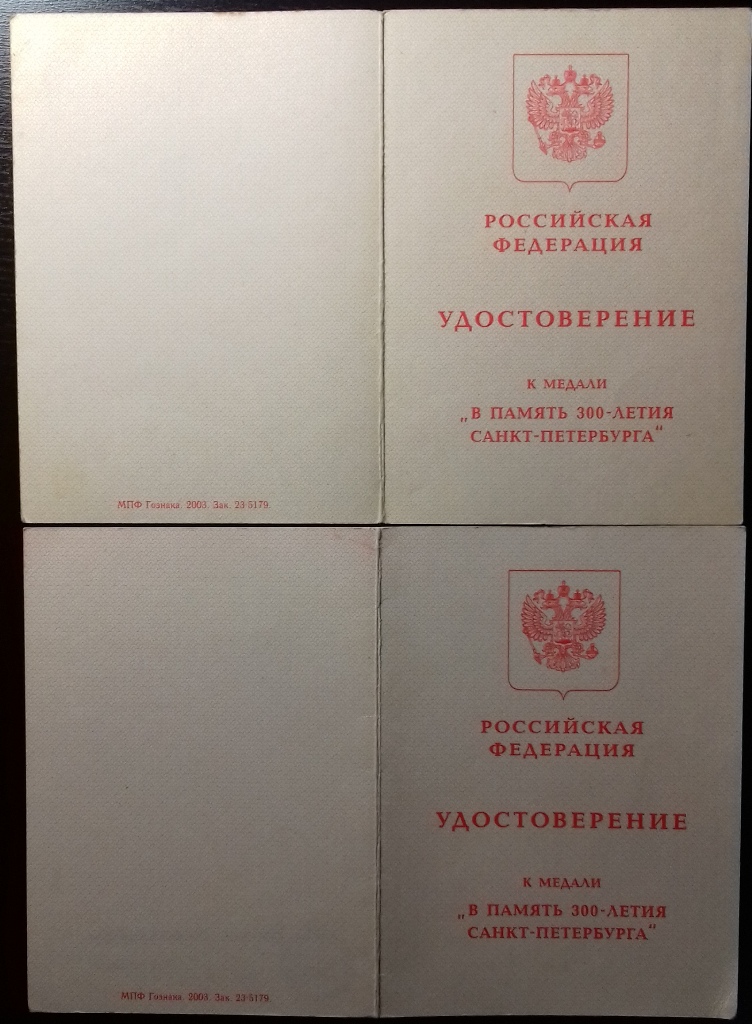 РОССИЙСКАЯ
ФЕДЕРАЦИЯ
УДОСТОВЕРЕНИЕ
К МЕДАЛИ
„В ПАМЯТЬ 300-ЛЕТИЯ
САНКТ-ПЕТЕРБУРГА“
МПФ Гознака. 2003. Зак. 23-5179.
РОССИЙСКАЯ
ФЕДЕРАЦИЯ
УДОСТОВЕРЕНИЕ
К МЕДАЛИ
„В ПАМЯТЬ 300-ЛЕТИЯ
САНКТ-ПЕТЕРБУРГА“
МПФ Гознака. 2003. Зак. 23-5179